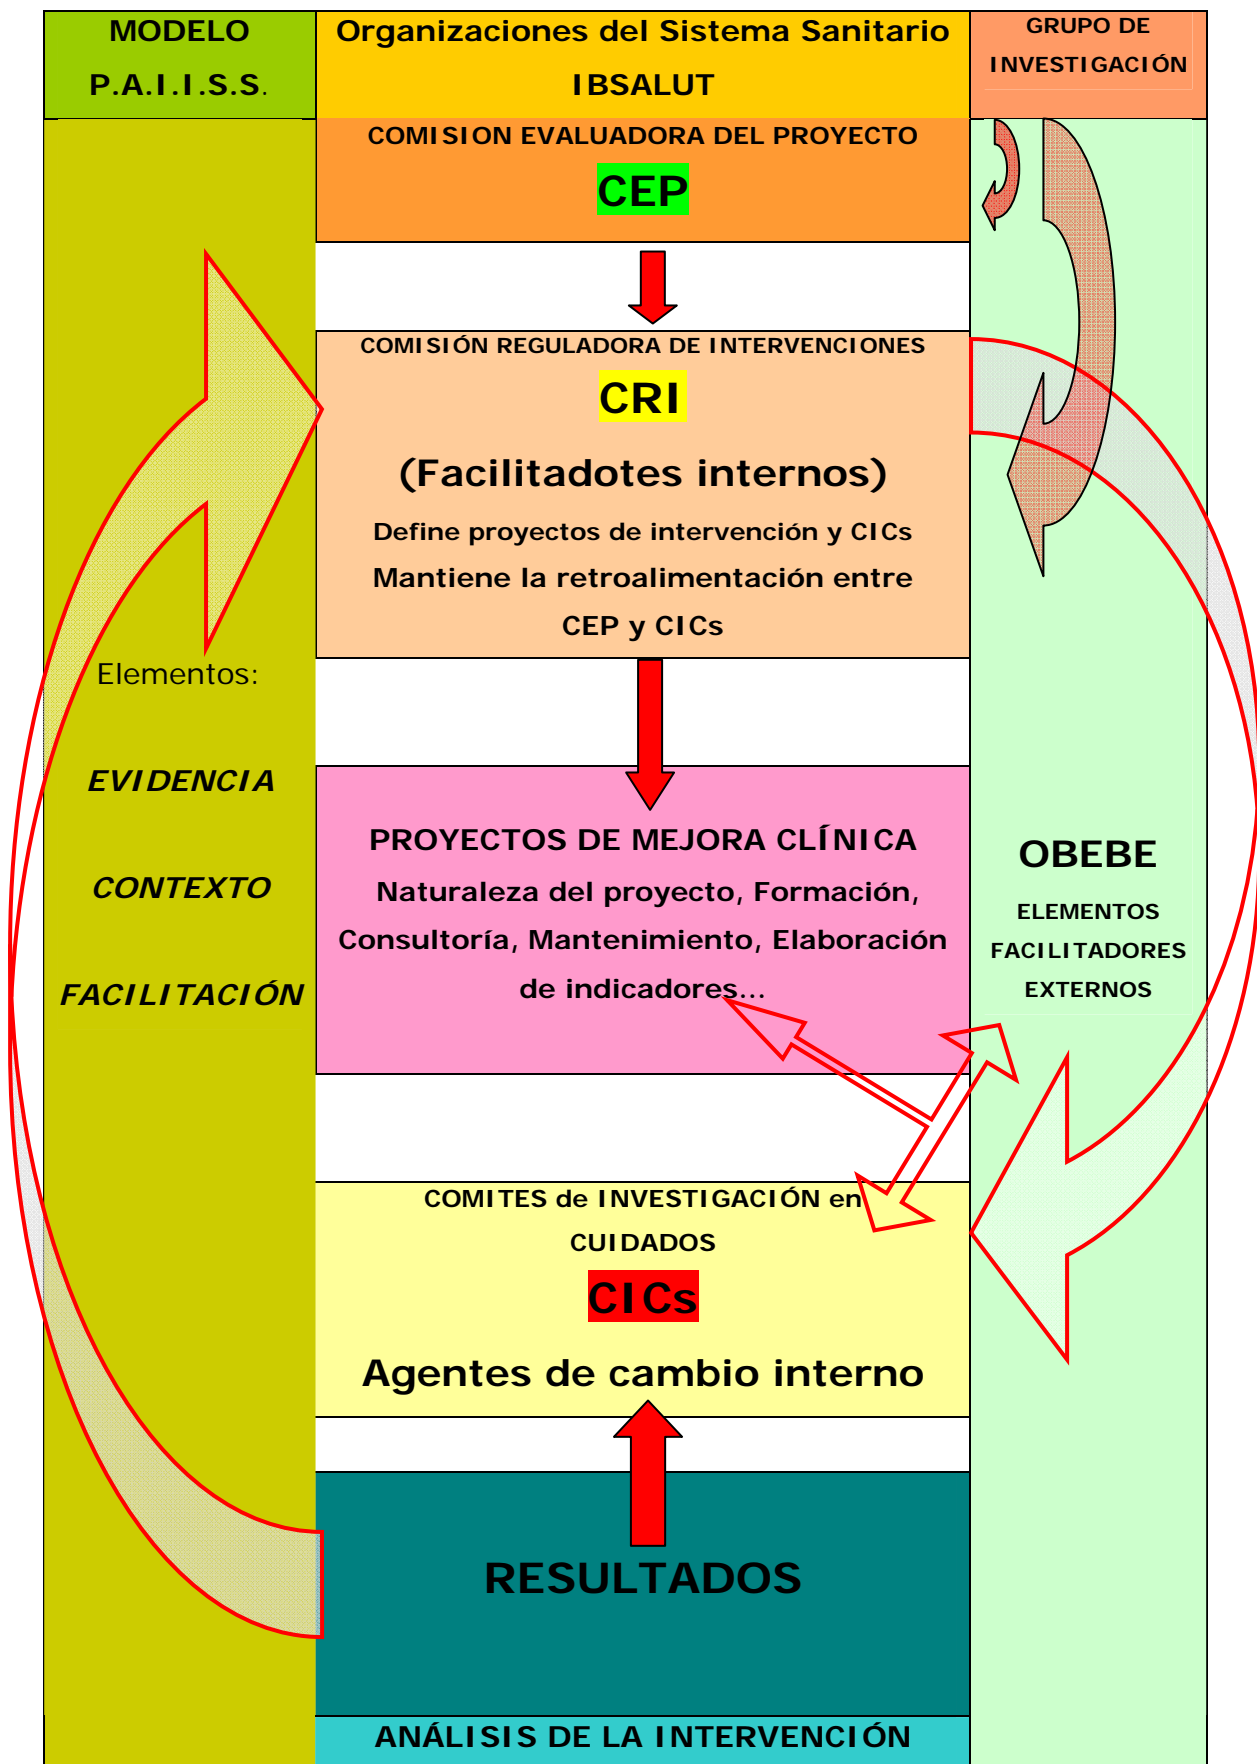 MODELO
P.A.I.I.S.S.
Organizaciones del Sistema Sanitario
IBSALUT
GRUPO DE
INVESTIGACIÓN
COMISION EVALUADORA DEL PROYECTO
CEP
COMISIÓN REGULADORA DE INTERVENCIONES
CRI
(Facilitadotes internos)
Define proyectos de intervención y CICs
Mantiene la retroalimentación entre
CEP y CICs
Elementos:
EVIDENCIA
CONTEXTO
FACILITACIÓN
PROYECTOS DE MEJORA CLÍNICA
Naturaleza del proyecto, Formación,
Consultoría, Mantenimiento, Elaboración
de indicadores...
OBEBE
ELEMENTOS
FACILITADORES
EXTERNOS
COMITES de INVESTIGACIÓN en
CUIDADOS
CICs
Agentes de cambio interno
RESULTADOS
ANÁLISIS DE LA INTERVENCIÓN